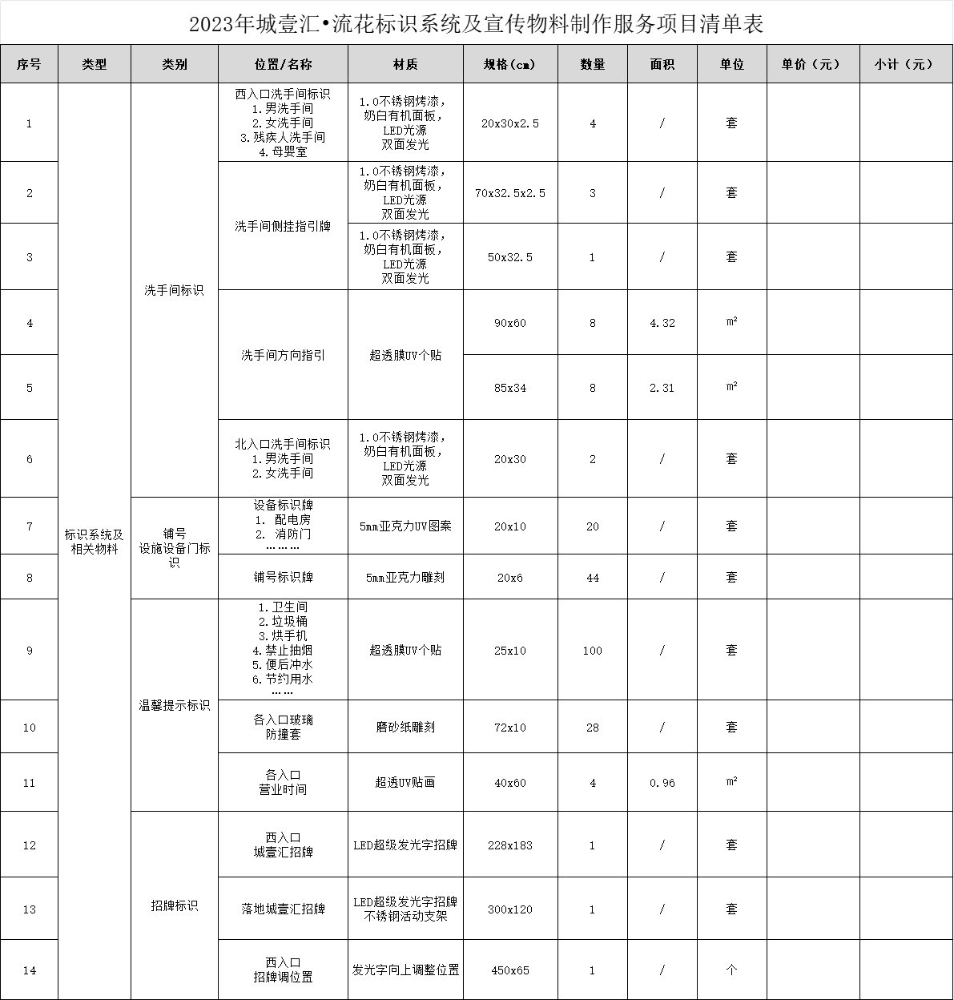 2023年城壹汇•流花标识系统及宣传物料制作服务项目清单表
序号 类型 类别 位置/名称 材质 规格(cm) 数量 面积 单位 单价（元） 小计（元）
标识系统及
相关物料
洗手间标识
1
西入口洗手间标识
1.男洗手间
2.女洗手间
3.残疾人洗手间
4.母婴室
1.0不锈钢烤漆，
奶白有机面板，
LED光源
双面发光
20x30x2.5 4 / 套
2
洗手间侧挂指引牌
1.0不锈钢烤漆，
奶白有机面板，
LED光源
双面发光
70x32.5x2.5 3 / 套
3
1.0不锈钢烤漆，
奶白有机面板，
LED光源
双面发光
50x32.5 1 / 套
4
洗手间方向指引
超透膜UV个贴
90x60 8 4.32 m²
5 85x34 8 2.31 m²
6
北入口洗手间标识
1.男洗手间
2.女洗手间
1.0不锈钢烤漆，
奶白有机面板，
LED光源
双面发光
20x30 2 / 套
铺号
设施设备门标
识
7
设备标识牌
1. 配电房
2. 消防门
………
5mm亚克力UV图案 20x10 20 / 套
8 铺号标识牌 5mm亚克力雕刻 20x6 44 / 套
温馨提示标识
9
1.卫生间
2.垃圾桶
3.烘手机
4.禁止抽烟
5.便后冲水
6.节约用水
……
超透膜UV个贴 25x10 100 / 套
10
各入口玻璃
防撞套
磨砂纸雕刻 72x10 28 / 套
11
各入口
营业时间
超透UV贴画 40x60 4 0.96 m²
招牌标识
12
西入口
城壹汇招牌
LED超级发光字招牌 228x183 1 / 套
13 落地城壹汇招牌
LED超级发光字招牌
不锈钢活动支架
300x120 1 / 套
14
西入口
招牌调位置
发光字向上调整位置 450x65 1 / 个